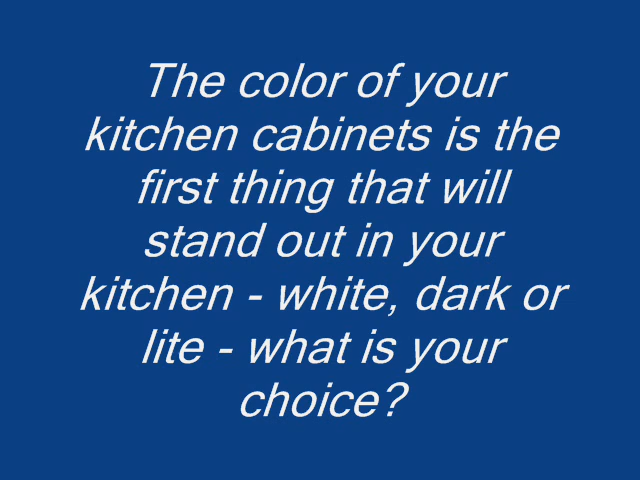 The color of your
kitchen cabinets is the
first thing that will
stand out in your
kitchen - white, dark or
lite - what is your
choice?